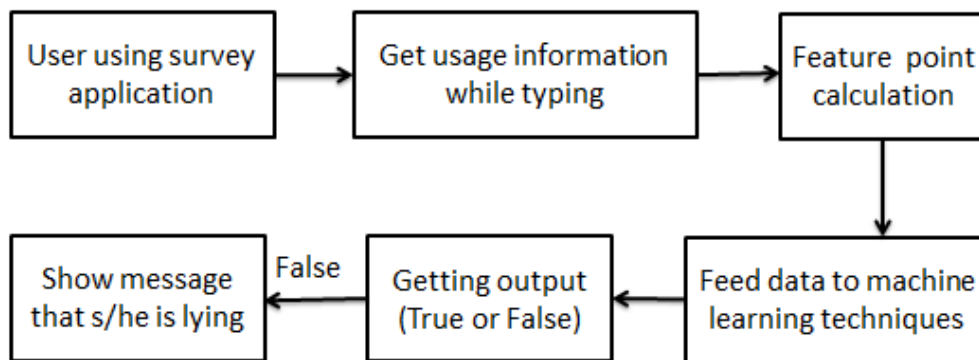 User using survey
application
Get usage information
while typing
Feature point
calculation
Feed data to machine
learning techniques
Getting output
(True or False)
False
Show message
that s/he is lying